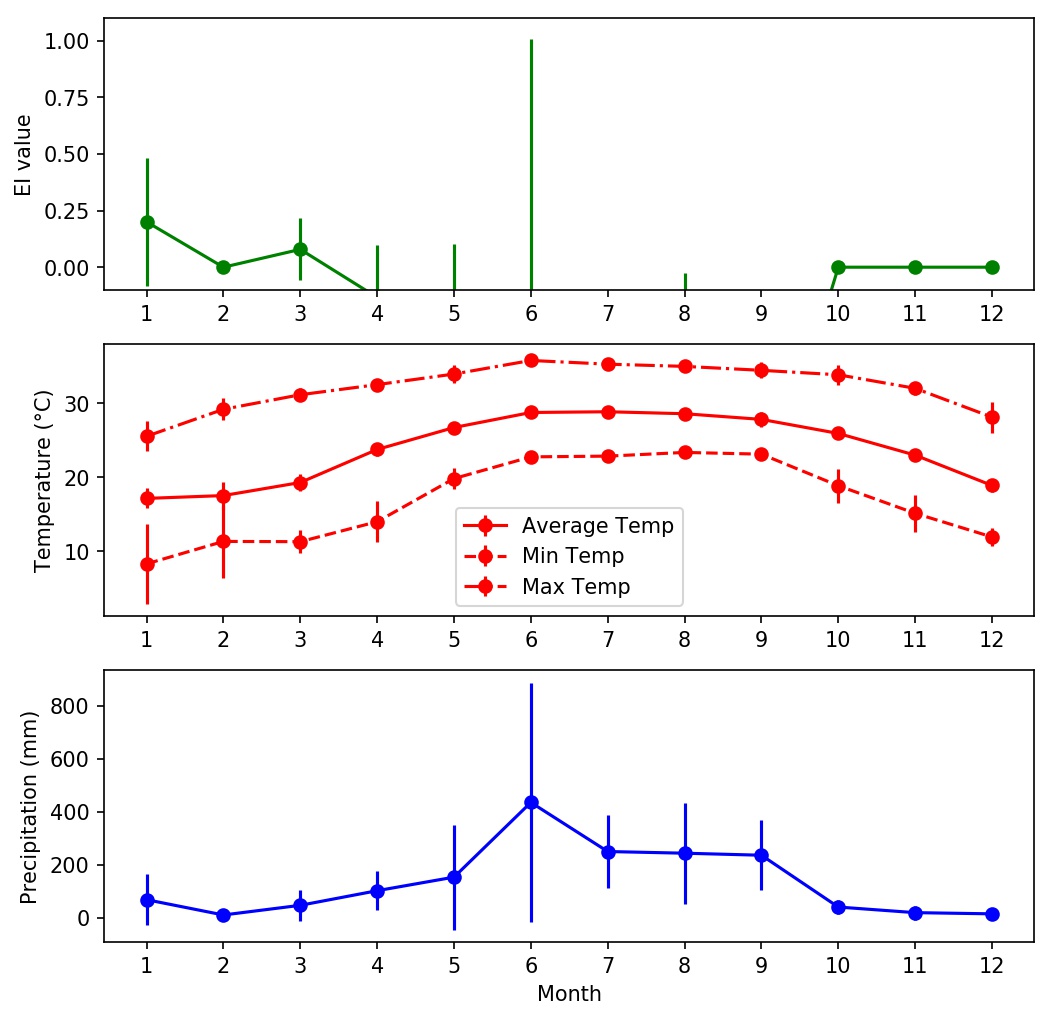 EI value
1.00
0.75
0.50
0.25
0.00
1 2 3 4 5 6 7 8 9 10 11 12
Temperature (°C)
30
20
10
Average Temp
Min Temp
Max Temp
1 2 3 4 5 6 7 8 9 10 11 12
Precipitation (mm)
800
600
400
200
0
1 2 3 4 5 6 7 8 9 10 11 12
Month